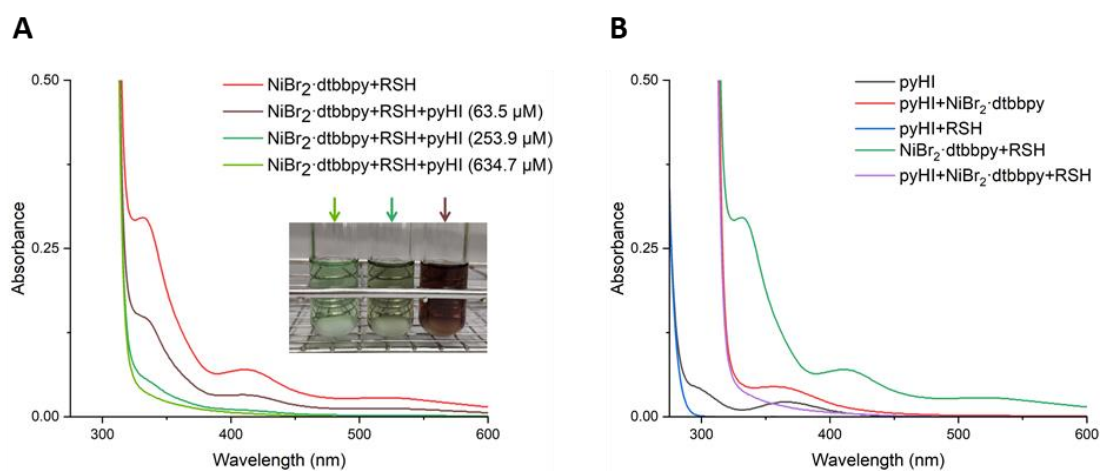 A
B
0.50
0.25
0.00
Absorbance
300
400
500
600
Wavelength (nm)
NiBr₂·dtbbpy+RSH
NiBr₂·dtbbpy+RSH+pyHI (63.5 μM)
NiBr₂·dtbbpy+RSH+pyHI (253.9 μM)
NiBr₂·dtbbpy+RSH+pyHI (634.7 μM)
0.50
0.25
0.00
Absorbance
300
400
500
600
Wavelength (nm)
pyHI
pyHI+NiBr₂·dtbbpy
pyHI+RSH
NiBr₂·dtbbpy+RSH
pyHI+NiBr₂·dtbbpy+RSH